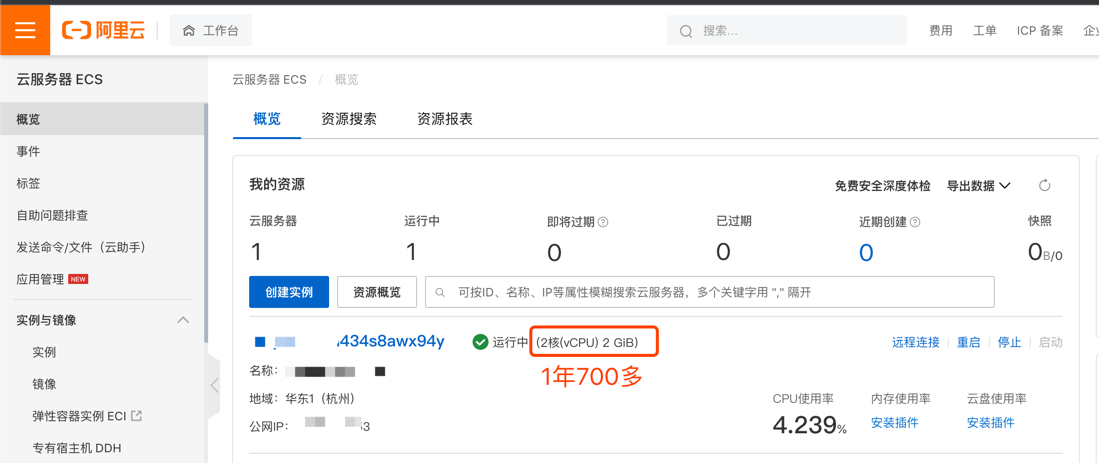 阿里云
工作台
搜索...
费用
工单
ICP 备案
云服务器 ECS
云服务器 ECS / 概览
概览
概览
资源搜索
资源报表
事件
标签
我的资源
免费安全深度体检
导出数据
自助问题排查
云服务器
运行中
即将过期
已过期
近期创建
快照
发送命令/文件（云助手）
1
1
0
0
0
0B/0
应用管理 NEW
创建实例
资源概览
可按ID、名称、IP等属性模糊搜索云服务器，多个关键字用 "," 隔开
实例与镜像
434s8awx94y
运行中
(2核(vCPU) 2 GiB)
远程连接
重启
停止
启动
实例
名称：
1年700多
镜像
地域：华东1（杭州）
CPU使用率
内存使用率
云盘使用率
弹性容器实例 ECI
公网IP：
3
4.239%
安装插件
安装插件
专有宿主机 DDH